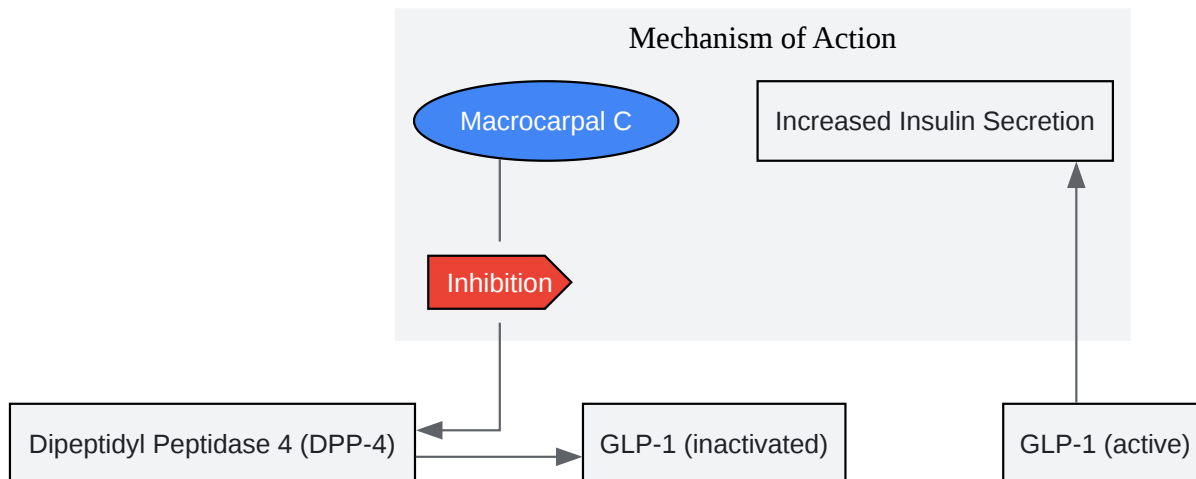 Mechanism of Action
Macrocarpal C
Increased Insulin Secretion
Inhibition
Dipeptidyl Peptidase 4 (DPP-4)
GLP-1 (inactivated)
GLP-1 (active)